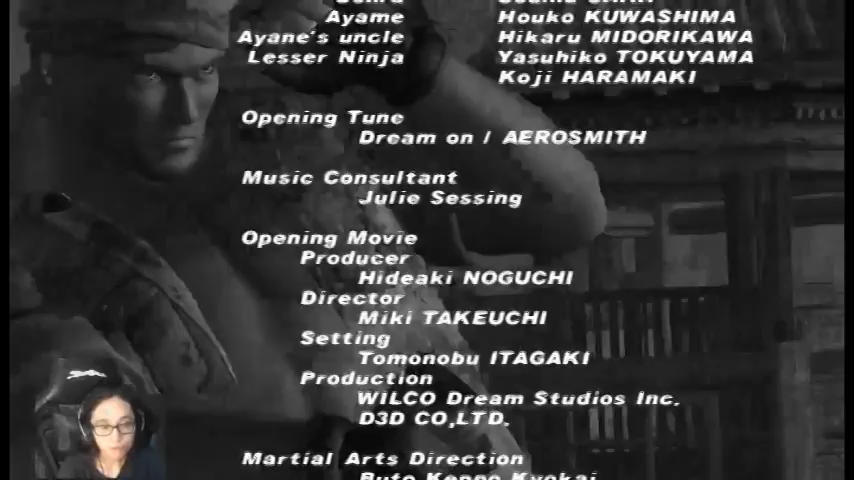 Ayame Houko KUWASHIMA
Ayane's uncle Hikaru MIDORIKAWA
Lesser Ninja Yasuhiko TOKUYAMA
Koji HARAMAKI
Opening Tune
Dream on / AEROSMITH
Music Consultant
Julie Sessing
Opening Movie
Producer
Hideaki NOGUCHI
Director
Miki TAKEUCHI
Setting
Tomonobu ITAGAKI
Production
WILCO Dream Studios Inc.
D3D CO,LTD.
Martial Arts Direction